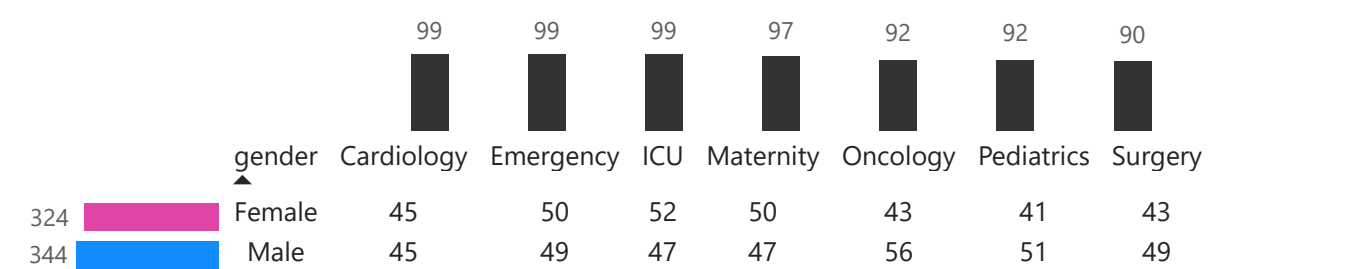 99 99 99 97 92 92 90
gender Cardiology Emergency ICU Maternity Oncology Pediatrics Surgery
324 Female 45 50 52 50 43 41 43
344 Male 45 49 47 47 56 51 49